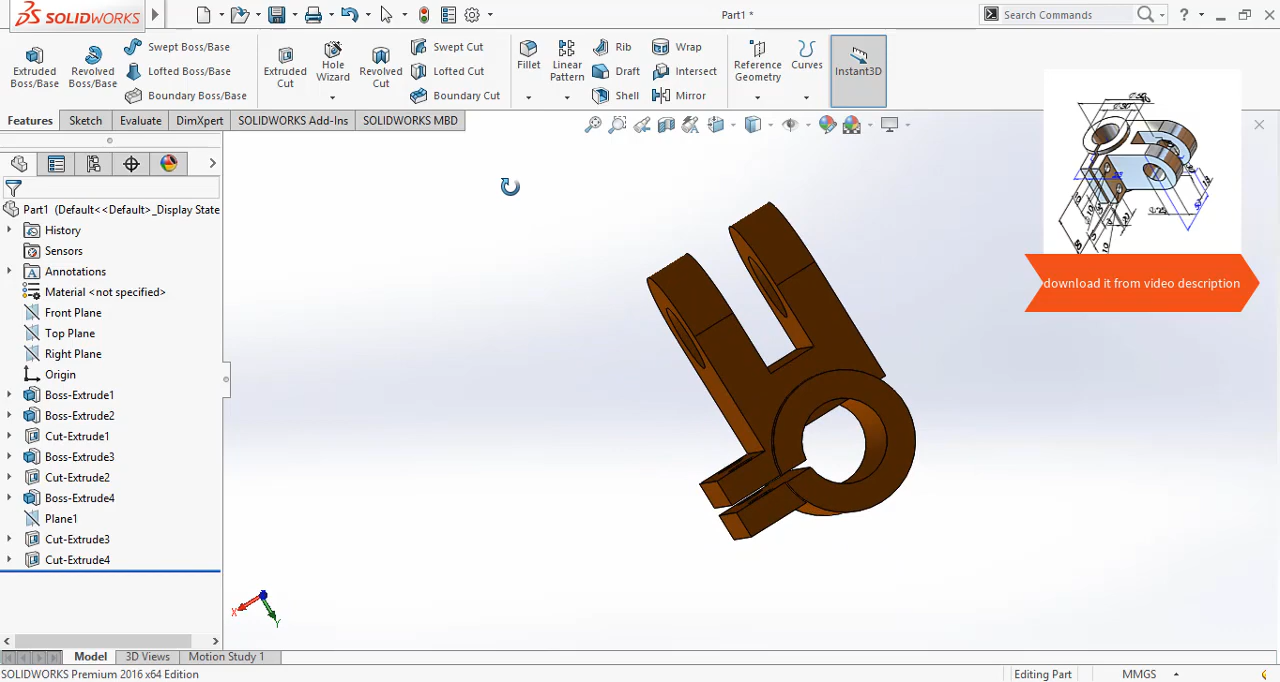 SOLIDWORKS
Part1 *
Search Commands
?
Extruded Boss/Base
Revolved Boss/Base
Swept Boss/Base
Lofted Boss/Base
Boundary Boss/Base
Extruded Cut
Hole Wizard
Revolved Cut
Swept Cut
Lofted Cut
Boundary Cut
Fillet
Linear Pattern
Rib
Draft
Shell
Wrap
Intersect
Mirror
Reference Geometry
Curves
Instant3D
Features
Sketch
Evaluate
DimXpert
SOLIDWORKS Add-Ins
SOLIDWORKS MBD
Part1 (Default<<Default>_Display State
History
Sensors
Annotations
Material <not specified>
Front Plane
Top Plane
Right Plane
Origin
Boss-Extrude1
Boss-Extrude2
Cut-Extrude1
Boss-Extrude3
Cut-Extrude2
Boss-Extrude4
Plane1
Cut-Extrude3
Cut-Extrude4
download it from video description
X
Y
Model
3D Views
Motion Study 1
SOLIDWORKS Premium 2016 x64 Edition
Editing Part
MMGS